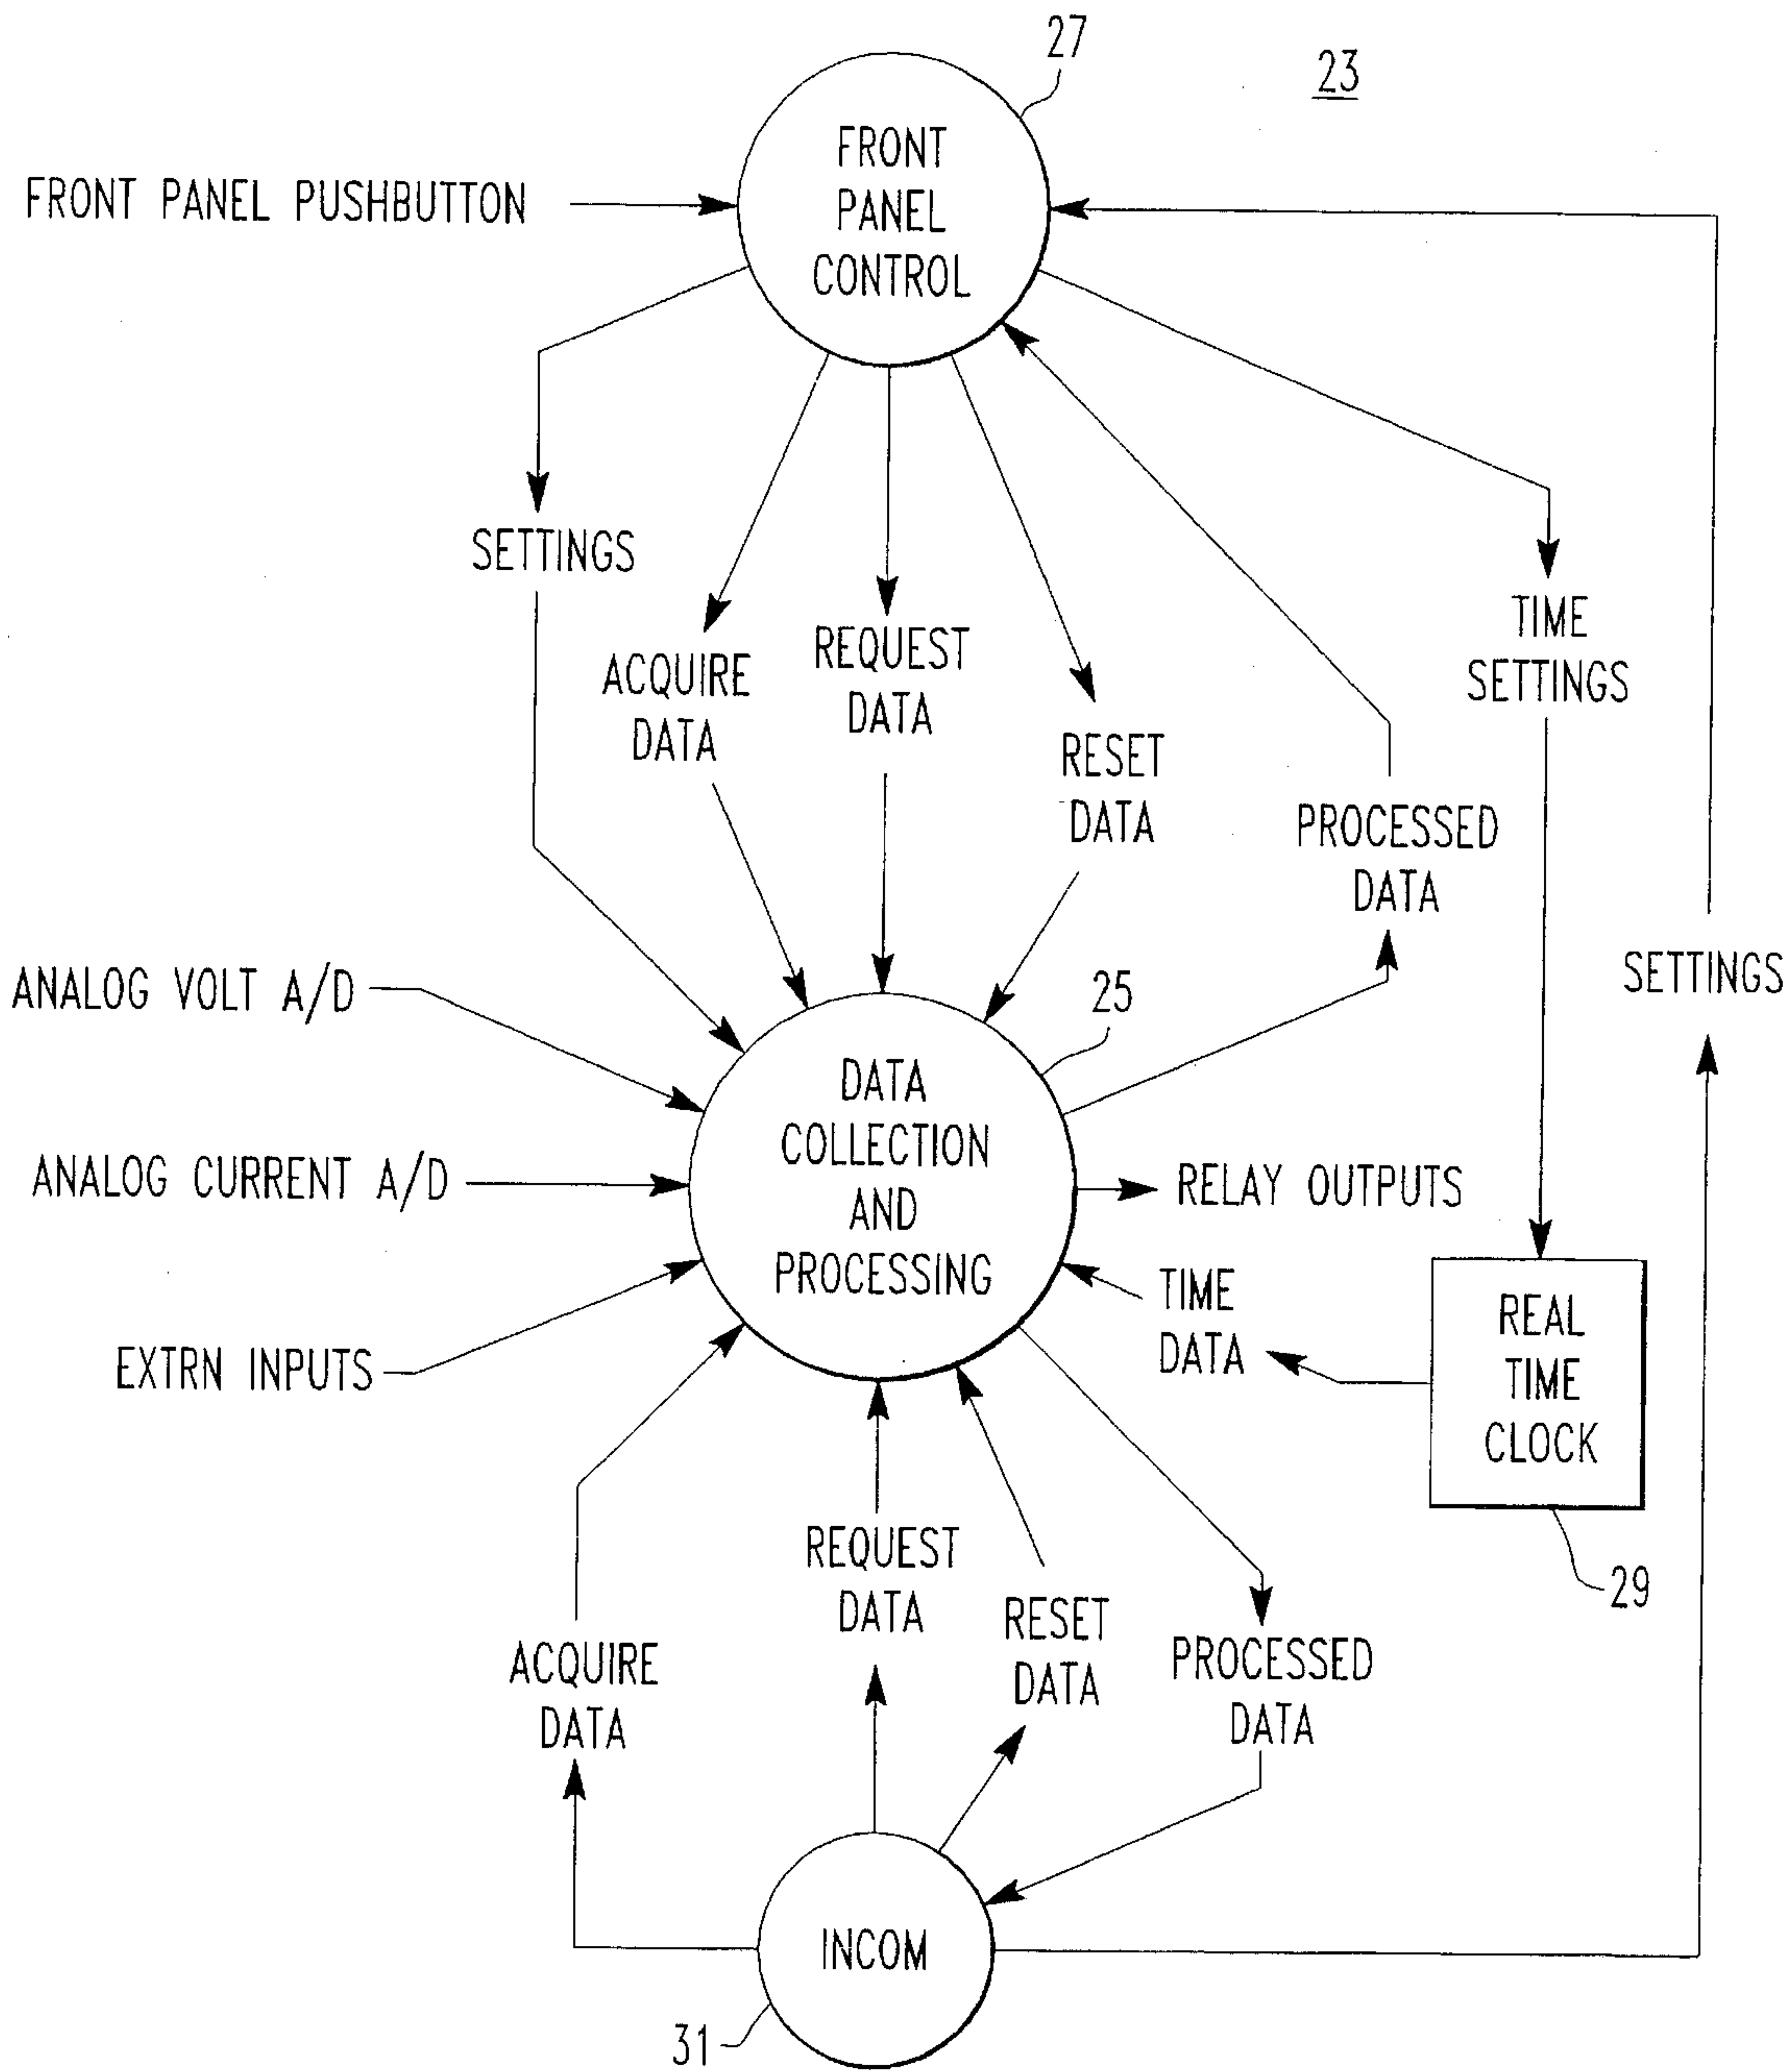 27
23
FRONT
PANEL
CONTROL
FRONT PANEL PUSHBUTTON
SETTINGS
ACQUIRE
DATA
REQUEST
DATA
RESET
DATA
PROCESSED
DATA
TIME
SETTINGS
SETTINGS
ANALOG VOLT A/D
ANALOG CURRENT A/D
EXTRN INPUTS
25
DATA
COLLECTION
AND
PROCESSING
RELAY OUTPUTS
TIME
DATA
REAL
TIME
CLOCK
29
ACQUIRE
DATA
REQUEST
DATA
RESET
DATA
PROCESSED
DATA
INCOM
31